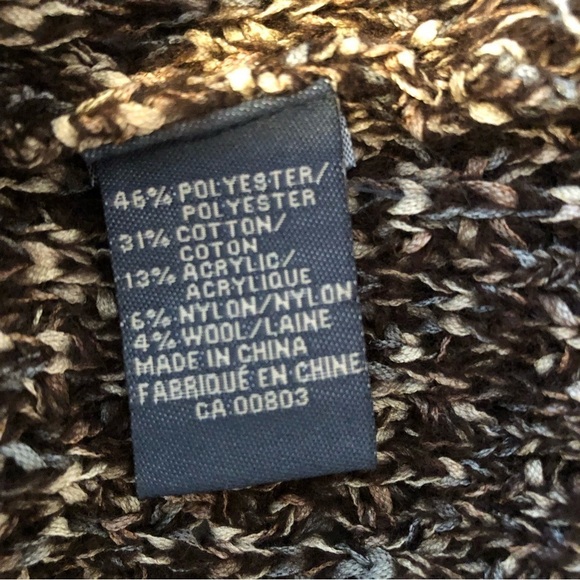 46% POLYESTER/
POLYESTER
31% COTTON/
COTON
13% ACRYLIC/
ACRYLIQUE
6% NYLON/NYLON
4% WOOL/LAINE
MADE IN CHINA
FABRIQUÉ EN CHINE
CA 00803